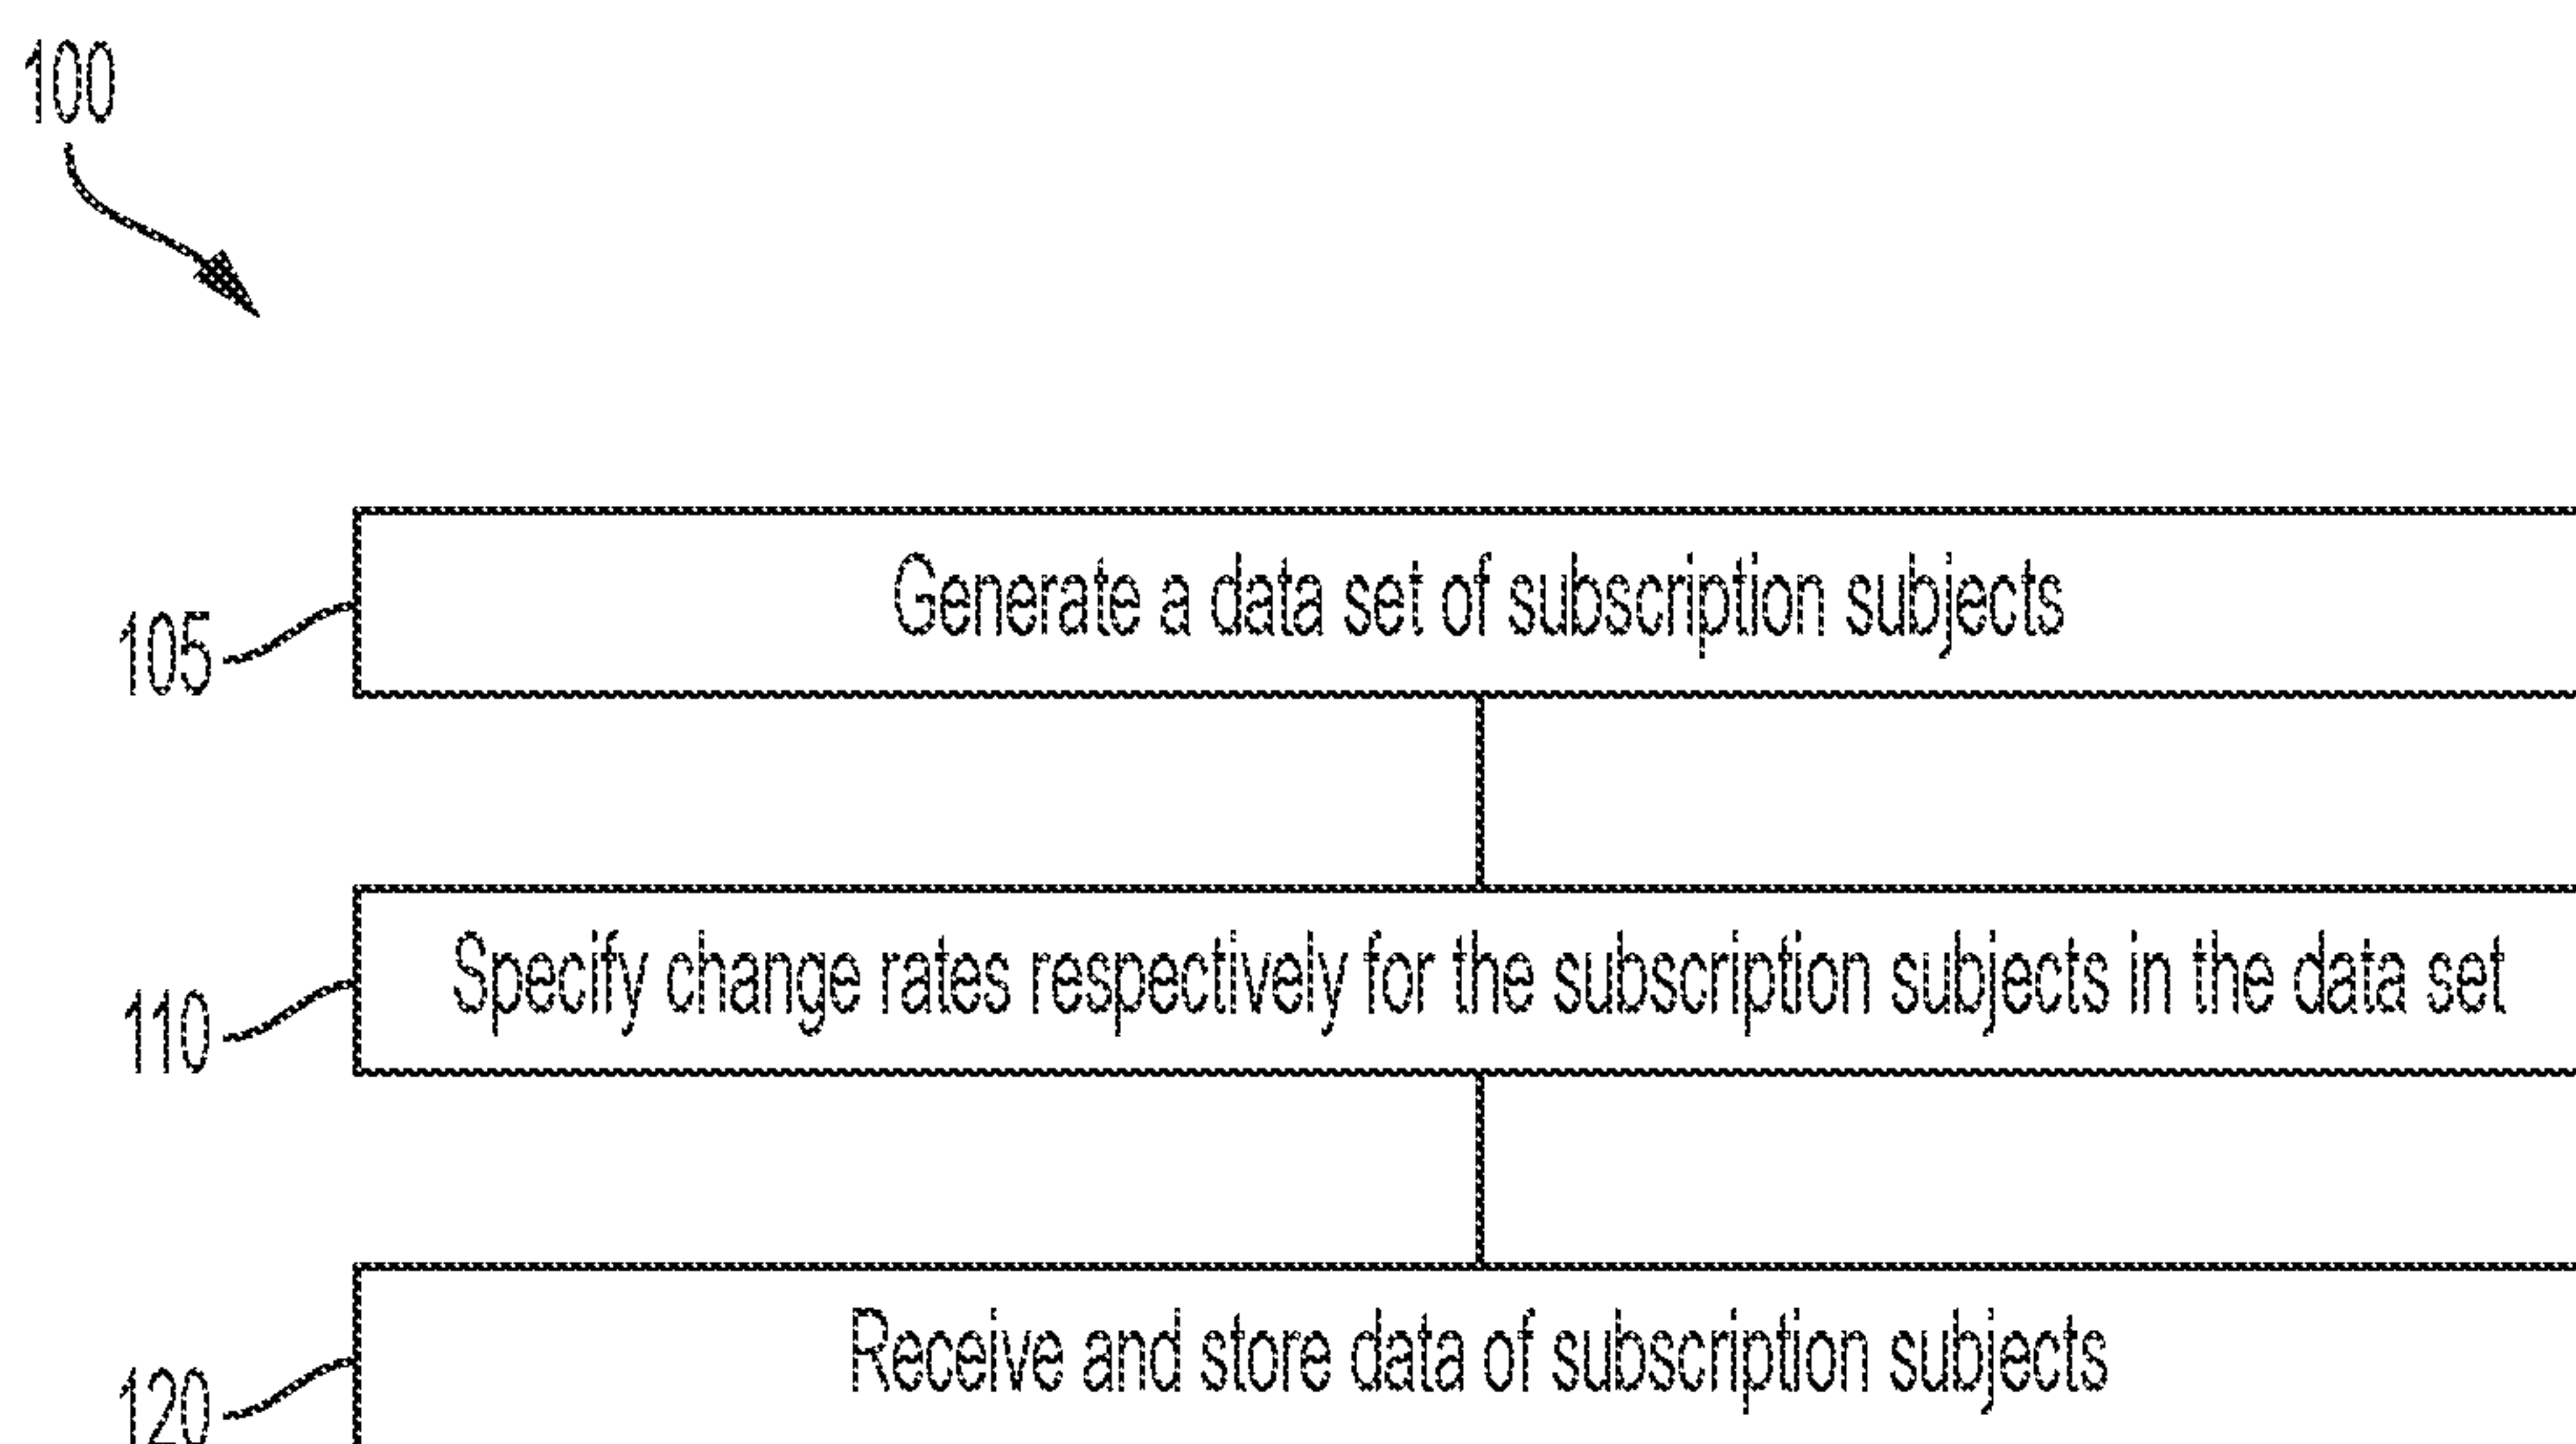 100
Generate a data set of subscription subjects
105
Specify change rates respectively for the subscription subjects in the data set
110
Receive and store data of subscription subjects
120